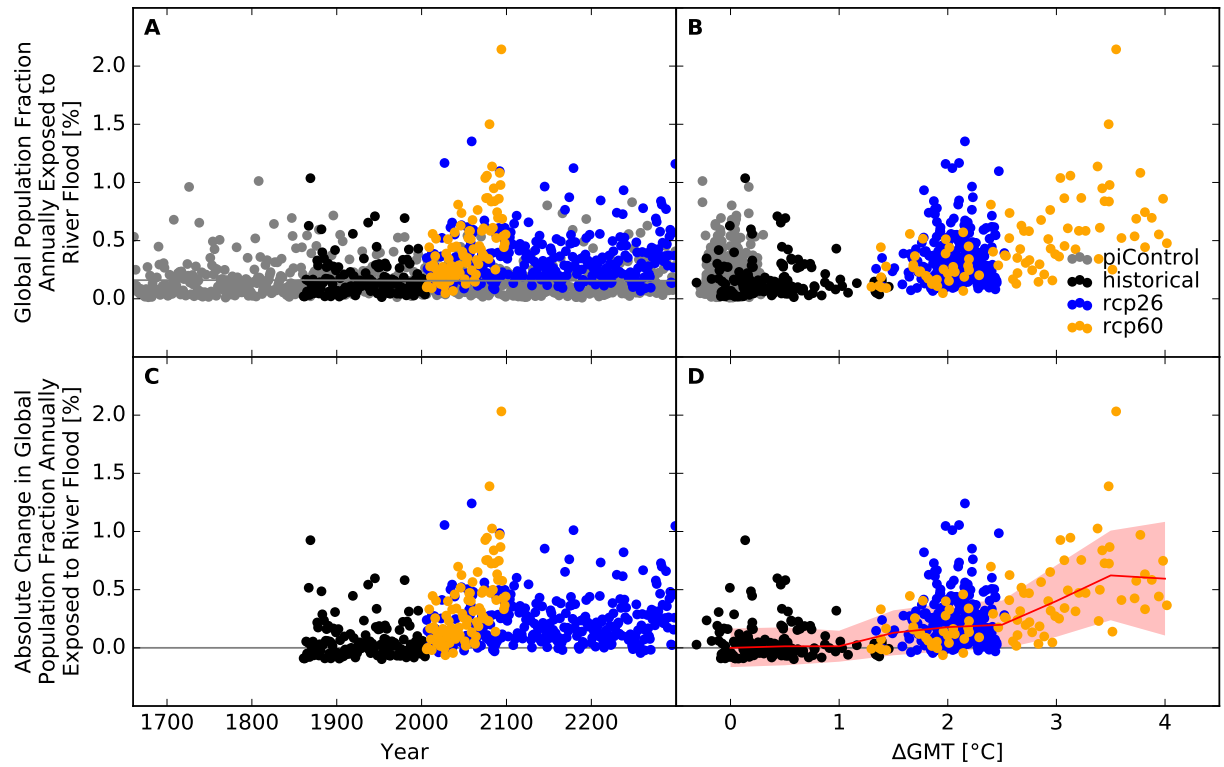 A
B
Global Population Fraction
Annually Exposed to
River Flood [%]
2.0
1.5
1.0
0.5
0.0
piControl
historical
rcp26
rcp60
C
D
Absolute Change in Global
Population Fraction Annually
Exposed to River Flood [%]
2.0
1.5
1.0
0.5
0.0
1700 1800 1900 2000 2100 2200
0 1 2 3 4
Year
ΔGMT [°C]